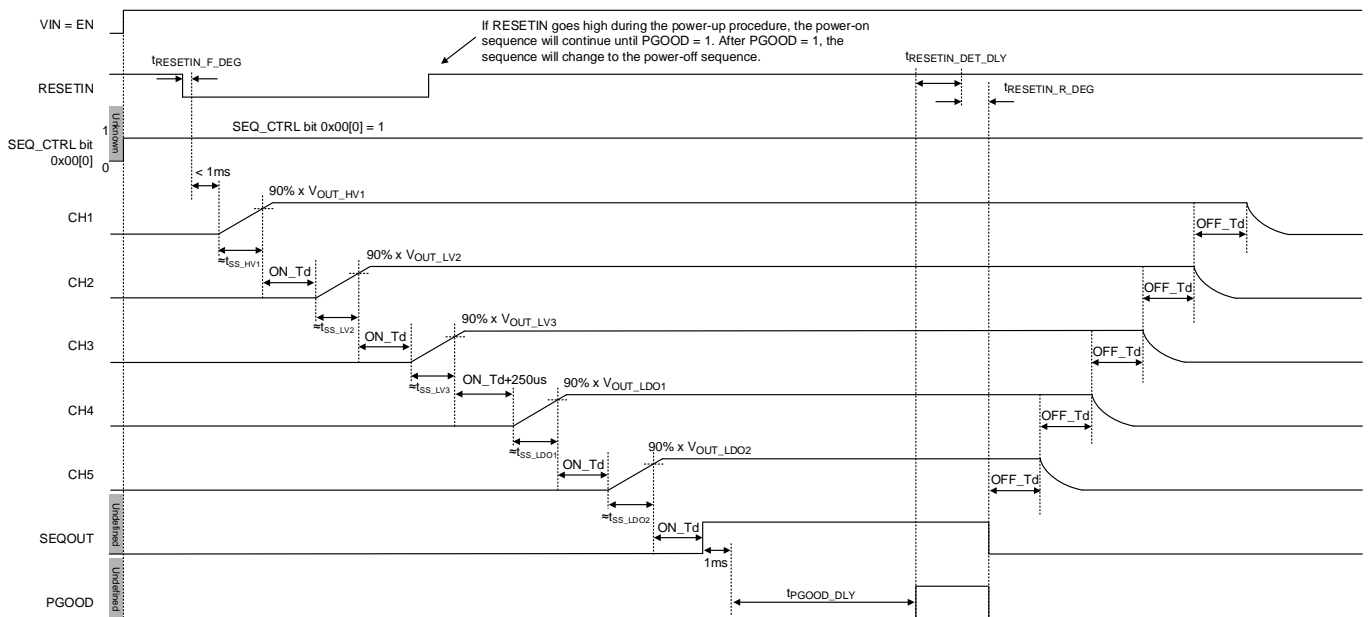 VIN = EN
If RESETIN goes high during the power-up procedure, the power-on
sequence will continue until PGOOD = 1. After PGOOD = 1, the
sequence will change to the power-off sequence.
tRESETIN_F_DEG
tRESETIN_DET_DLY
RESETIN
tRESETIN_R_DEG
Unknown
1
SEQ_CTRL bit 0x00[0] = 1
SEQ_CTRL bit
0x00[0]
0
< 1ms
90% x VOUT_HV1
CH1
OFF_Td
≈tSS_HV1
ON_Td
90% x VOUT_LV2
CH2
OFF_Td
≈tSS_LV2
ON_Td
90% x VOUT_LV3
CH3
OFF_Td
≈tSS_LV3
ON_Td+250us
90% x VOUT_LDO1
CH4
OFF_Td
≈tSS_LDO1
ON_Td
90% x VOUT_LDO2
CH5
OFF_Td
≈tSS_LDO2
ON_Td
Undefined
SEQOUT
1ms
Undefined
PGOOD
tPGOOD_DLY